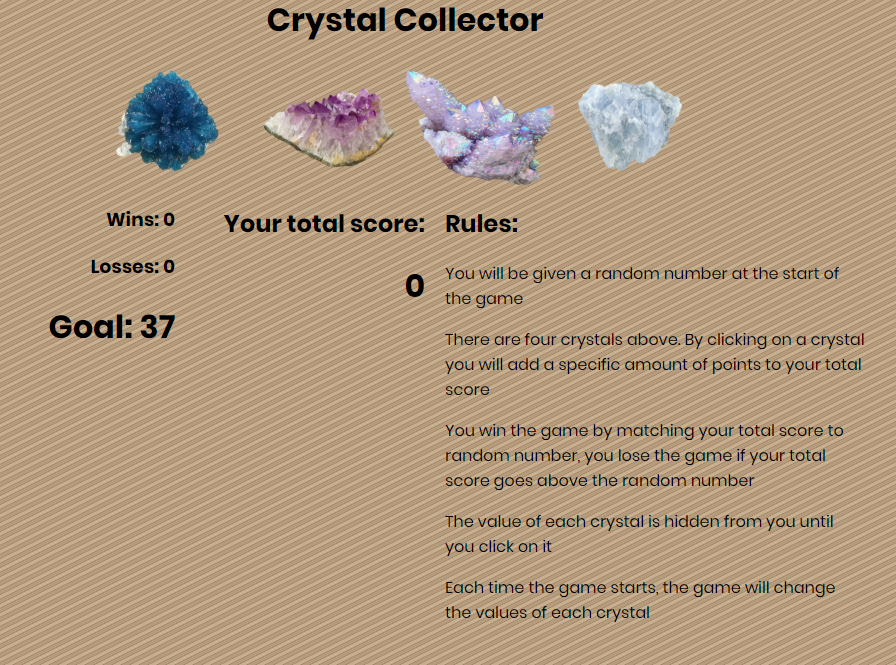 Crystal Collector
Wins: 0
Losses: 0
Goal: 37
Your total score:
0
Rules:
You will be given a random number at the start of
the game
There are four crystals above. By clicking on a crystal
you will add a specific amount of points to your total
score
You win the game by matching your total score to
random number, you lose the game if your total
score goes above the random number
The value of each crystal is hidden from you until
you click on it
Each time the game starts, the game will change
the values of each crystal